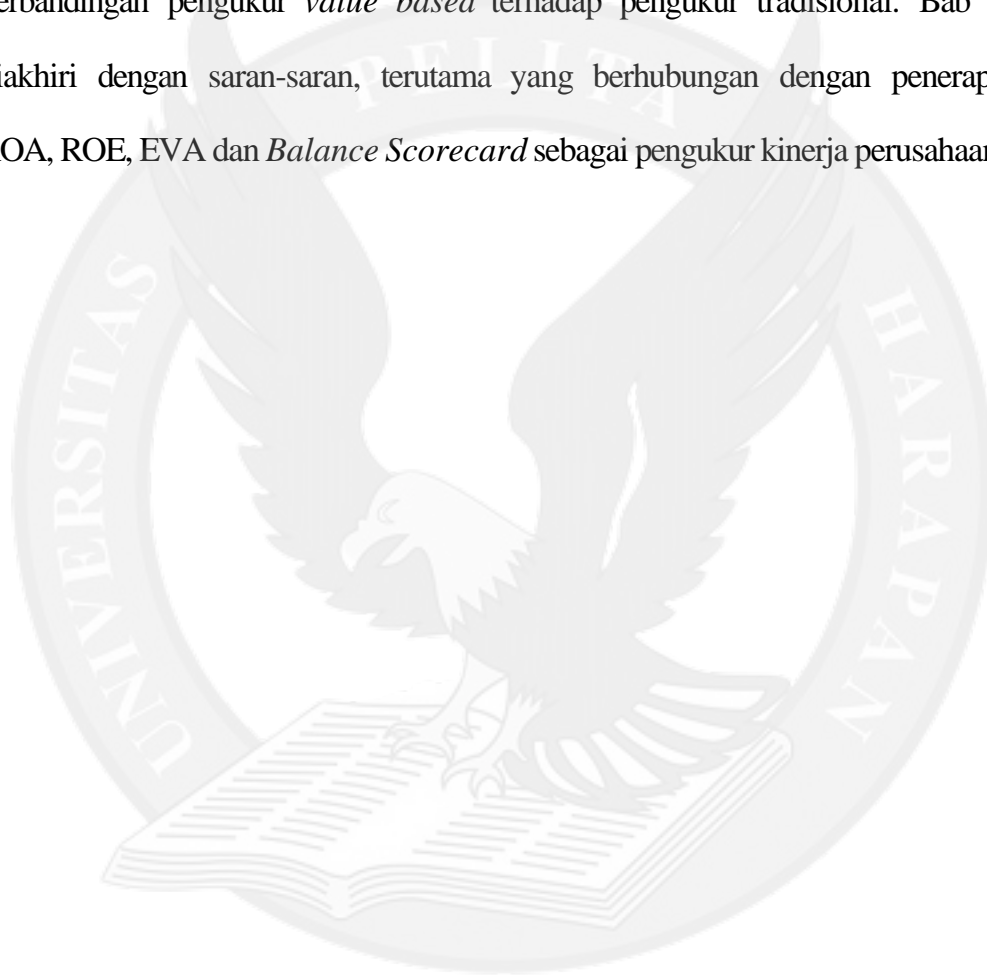 erbandingan pengukur value based terhadap pengukur tradisional. Bab
iakhiri dengan saran-saran, terutama yang berhubungan dengan penerap
OA, ROE, EVA dan Balance Scorecard sebagai pengukur kinerja perusahaan
UNIVERSITAS PELITA HARAPAN